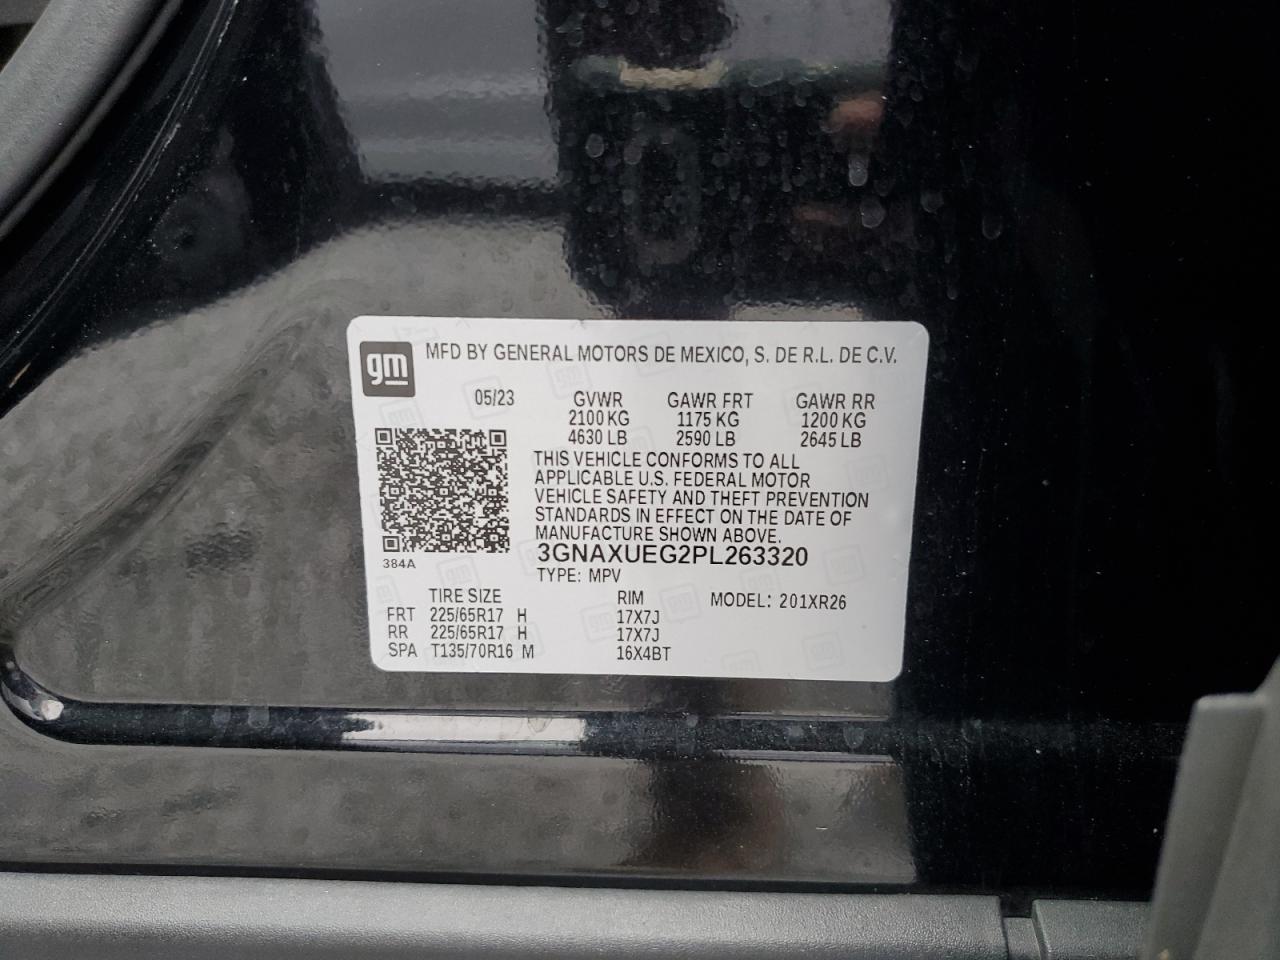 gm
MFD BY GENERAL MOTORS DE MEXICO, S. DE R.L. DE C.V.
05/23 GVWR GAWR FRT GAWR RR
2100 KG 1175 KG 1200 KG
4630 LB 2590 LB 2645 LB
THIS VEHICLE CONFORMS TO ALL
APPLICABLE U.S. FEDERAL MOTOR
VEHICLE SAFETY AND THEFT PREVENTION
STANDARDS IN EFFECT ON THE DATE OF
MANUFACTURE SHOWN ABOVE.
384A
3GNAXUEG2PL263320
TYPE: MPV
TIRE SIZE RIM MODEL: 201XR26
FRT 225/65R17 H 17X7J
RR 225/65R17 H 17X7J
SPA T135/70R16 M 16X4BT